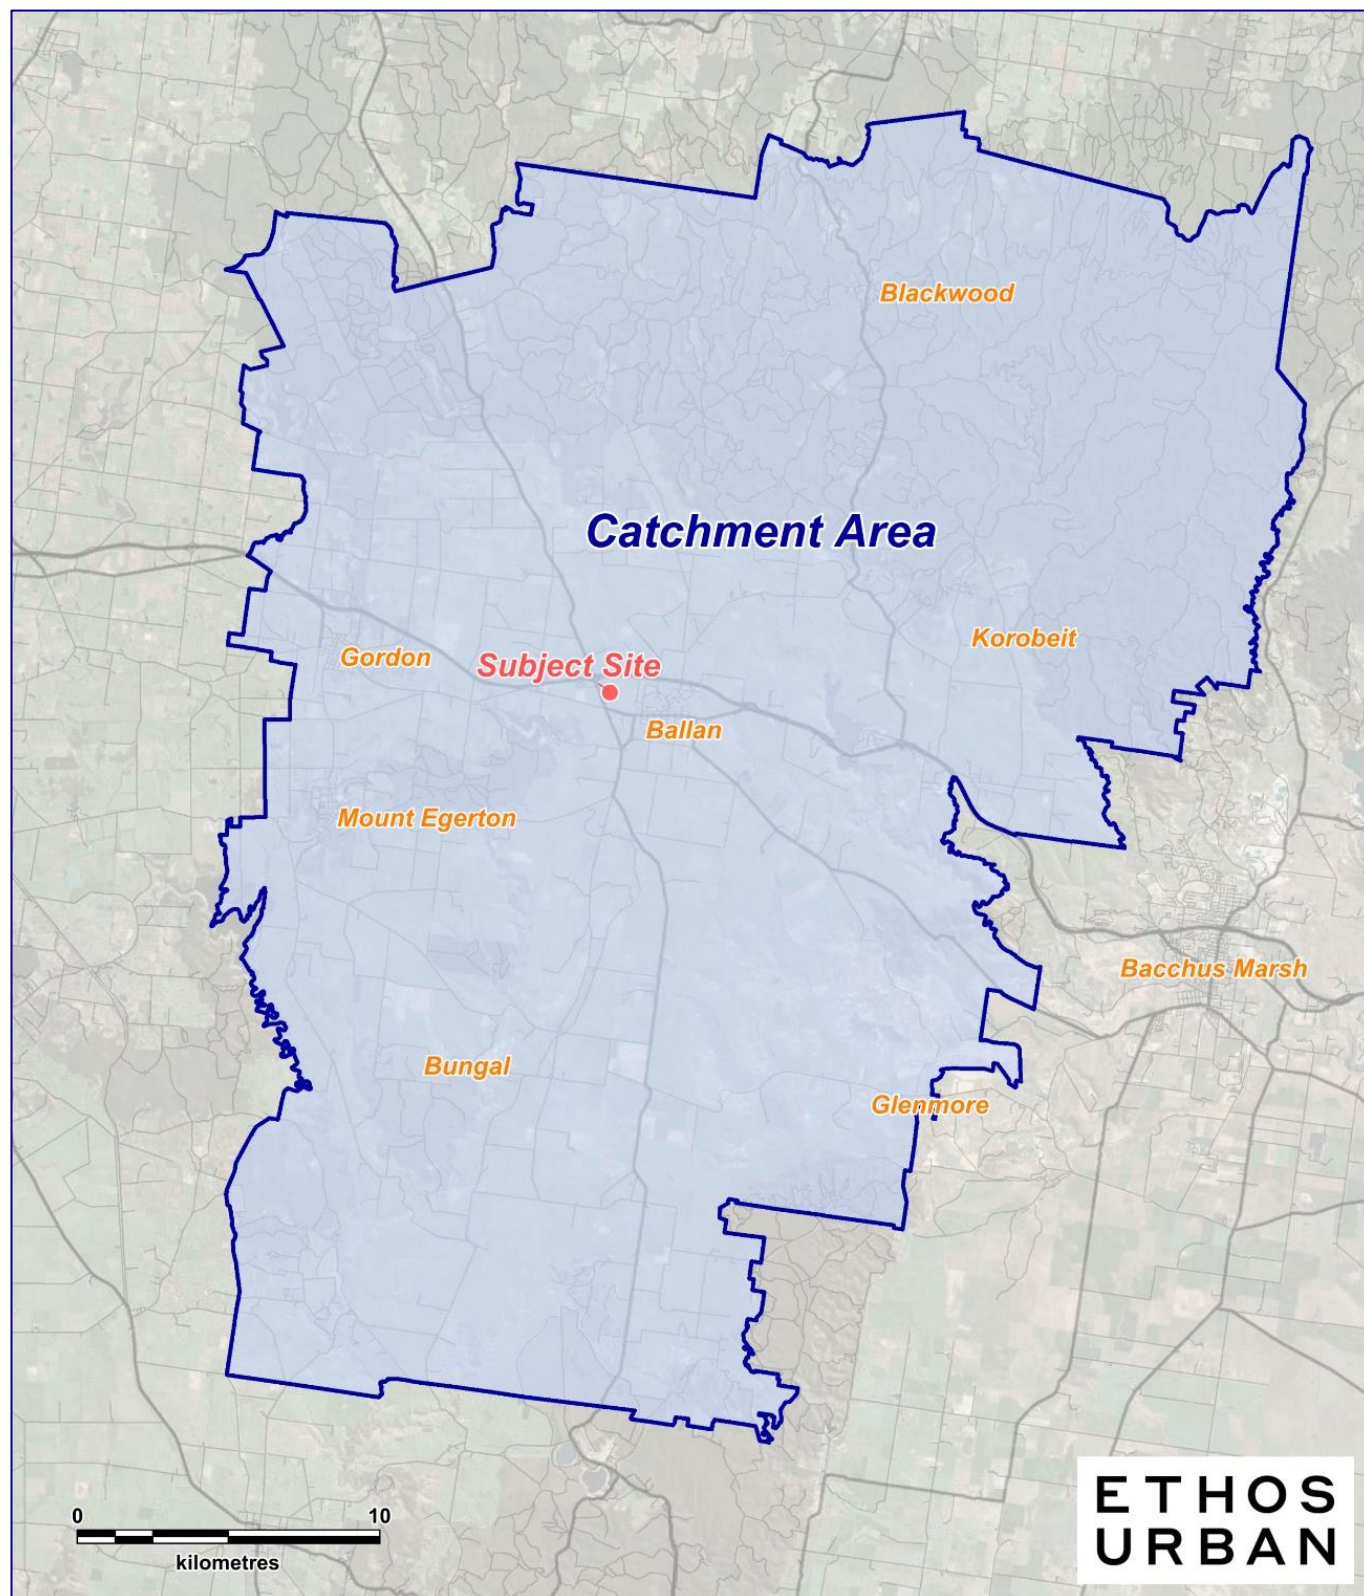 Blackwood
Catchment Area
Korobeit
Gordon
Subject Site
Ballan
Mount Egerton
Bacchus Marsh
Bungal
Glenmore
0 10
kilometres
ETHOS
URBAN